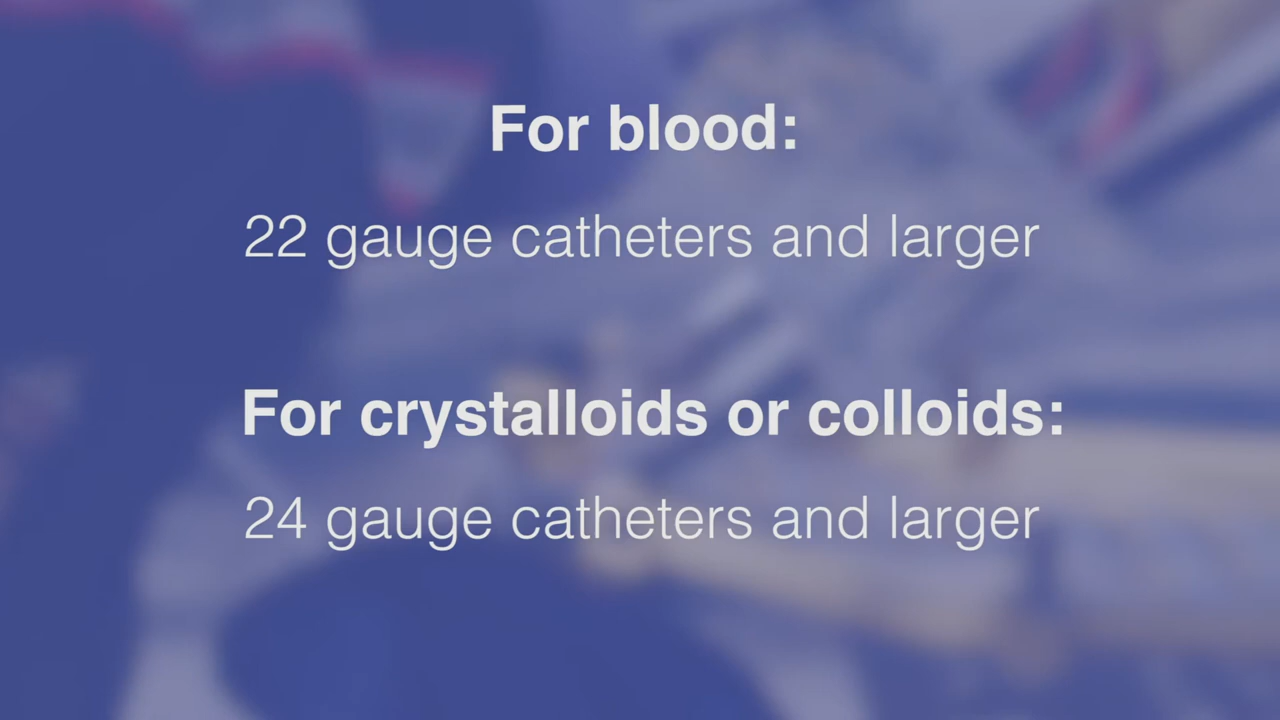 For blood:
22 gauge catheters and larger
For crystalloids or colloids:
24 gauge catheters and larger